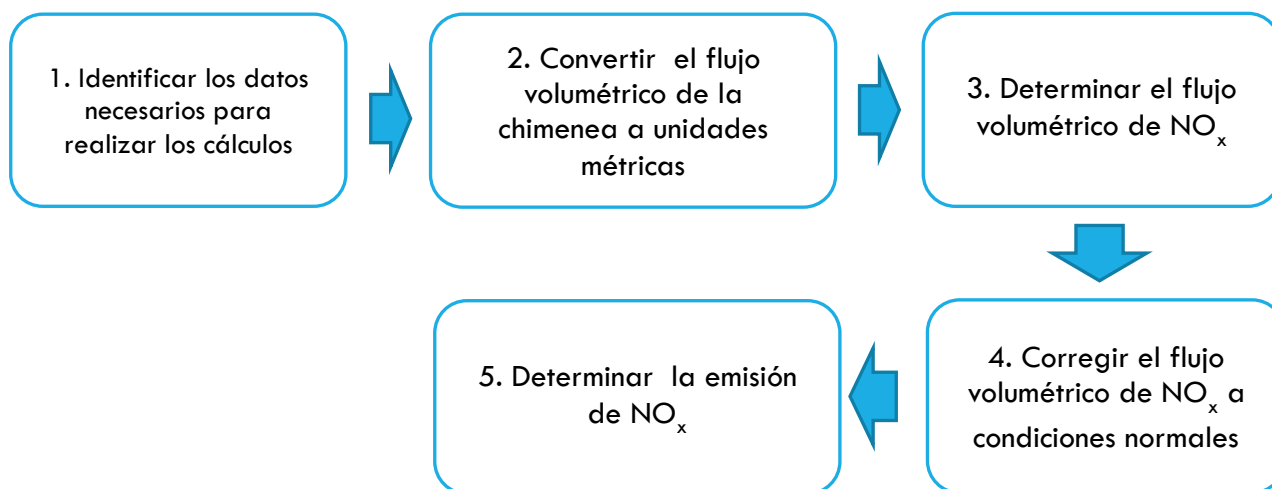 1. Identificar los datos
necesarios para
realizar los cálculos
2. Convertir el flujo
volumétrico de la
chimenea a unidades
métricas
3. Determinar el flujo
volumétrico de NOx
4. Corregir el flujo
volumétrico de NOx a
condiciones normales
5. Determinar la emisión
de NOx